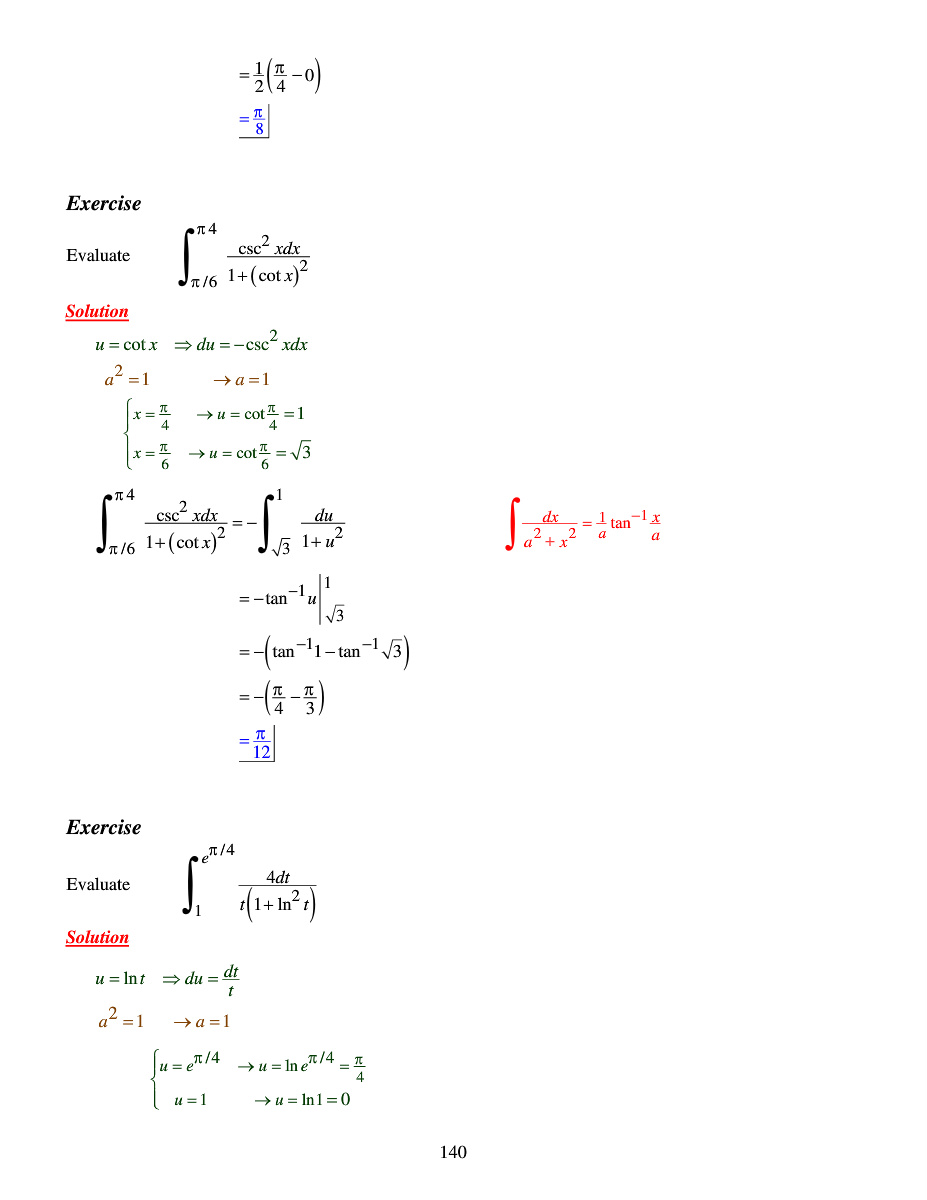 = 1/2 (π/4 − 0)
= π/8
Exercise
Evaluate ∫_{π/6}^{π 4} csc² xdx / 1 + (cot x)²
Solution
u = cot x ⇒ du = −csc² xdx
a² = 1 → a = 1
{ x = π/4 → u = cot π/4 = 1
x = π/6 → u = cot π/6 = √3
∫_{π/6}^{π 4} csc² xdx / 1 + (cot x)² = −∫_{√3}^{1} du / 1 + u² ∫ dx / a² + x² = 1/a tan⁻¹ x/a
= −tan⁻¹ u |_{√3}^{1}
= −(tan⁻¹ 1 − tan⁻¹ √3)
= −(π/4 − π/3)
= π/12
Exercise
Evaluate ∫_{1}^{e^{π/4}} 4dt / t(1 + ln² t)
Solution
u = ln t ⇒ du = dt/t
a² = 1 → a = 1
{ u = e^{π/4} → u = ln e^{π/4} = π/4
u = 1 → u = ln 1 = 0
140